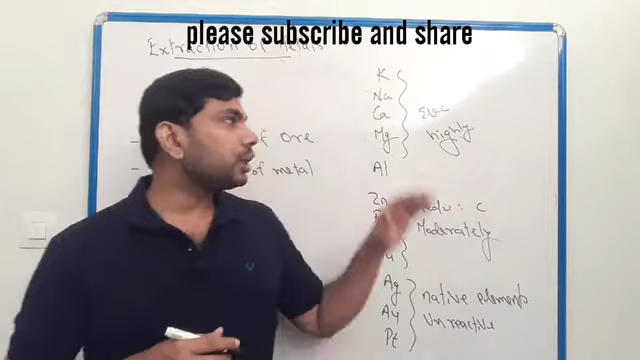 please subscribe and share
Extraction of Metals
of ore
of metal
K
Na
Ca
Mg
highly
Al
Zn
: C
Moderately
Ag
Au
Pt
native elements
Unreactive